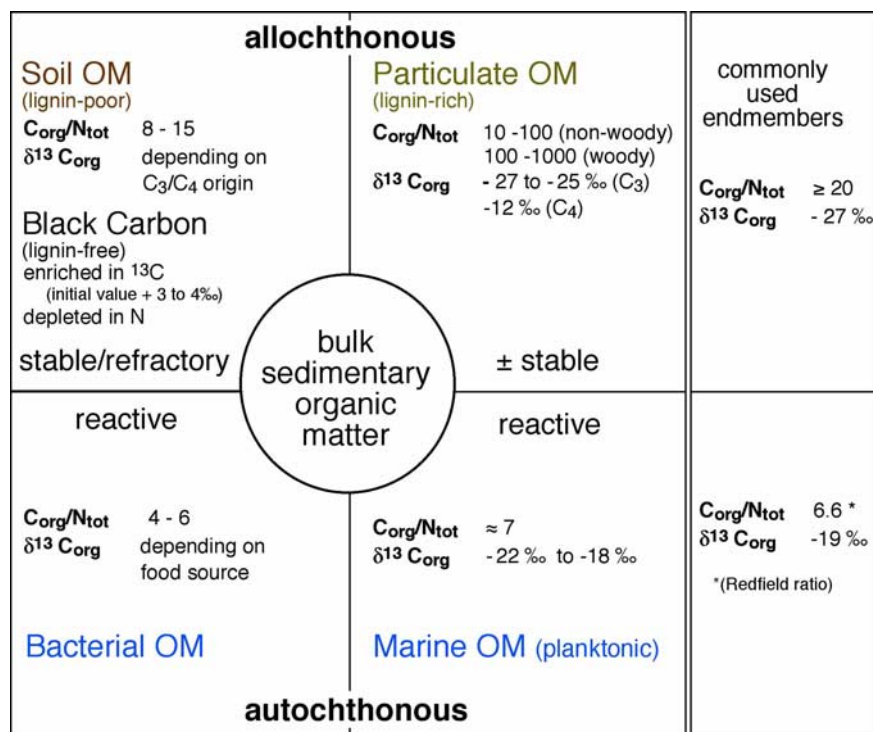 allochthonous
Soil OM
(lignin-poor)
Corg/Ntot 8 - 15
δ¹³ Corg depending on
C₃/C₄ origin
Black Carbon
(lignin-free)
enriched in ¹³C
(initial value + 3 to 4‰)
depleted in N
stable/refractory
Particulate OM
(lignin-rich)
Corg/Ntot 10 -100 (non-woody)
100 -1000 (woody)
δ¹³ Corg - 27 to - 25 ‰ (C₃)
-12 ‰ (C₄)
± stable
commonly
used
endmembers
Corg/Ntot ≥ 20
δ¹³ Corg - 27 ‰
bulk
sedimentary
organic
matter
reactive
Corg/Ntot 4 - 6
δ¹³ Corg depending on
food source
Bacterial OM
reactive
Corg/Ntot ≈ 7
δ¹³ Corg - 22 ‰ to -18 ‰
Marine OM (planktonic)
Corg/Ntot 6.6 *
δ¹³ Corg -19 ‰
*(Redfield ratio)
autochthonous